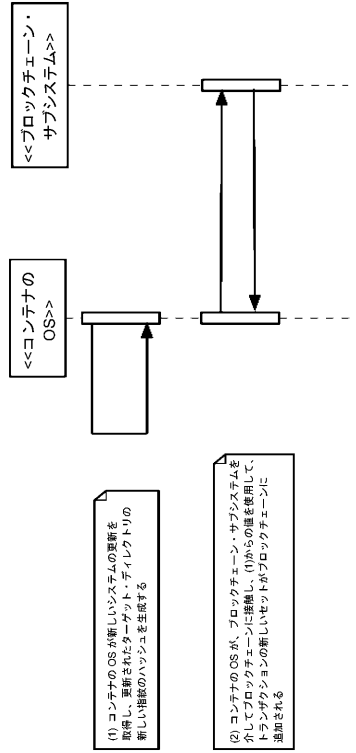 <<コンテナの
OS>>
<<ブロックチェーン・
サブシステム>>
(1) コンテナの OS が新しいシステムの更新を
取得し、更新されたターゲット・ディレクトリの
新しい指紋のハッシュを生成する
(2) コンテナの OS が、ブロックチェーン・サブシステムを
介してブロックチェーンに接触し、(1)からの値を使用して、
トランザクションの新しいセットがブロックチェーンに
追加される